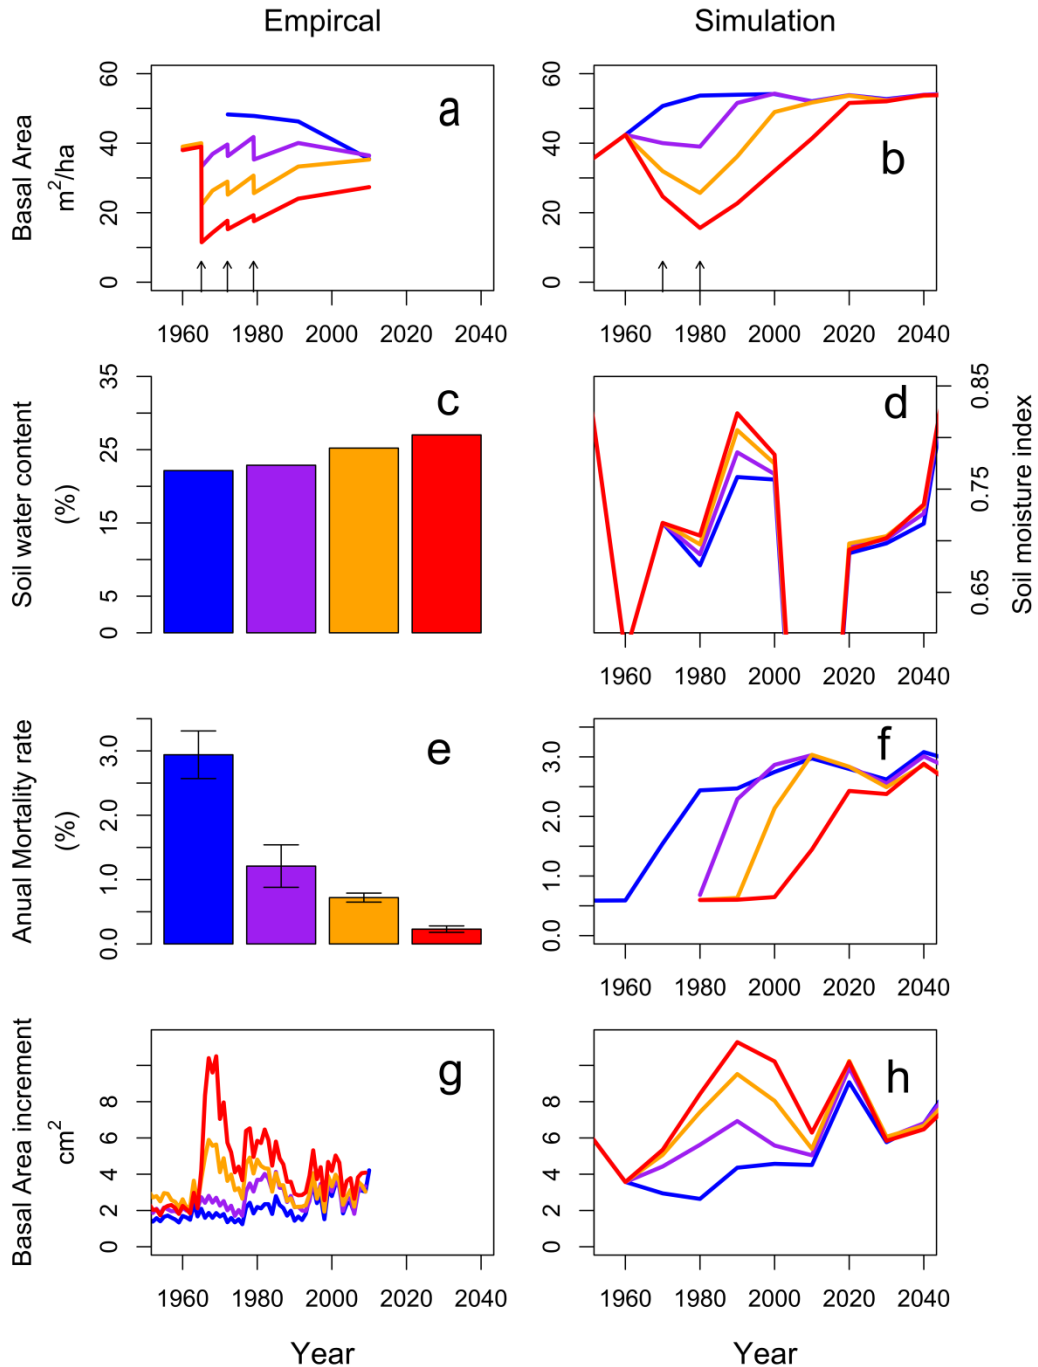 Empircal
Simulation
Basal Area
m²/ha
0 20 40 60
a
1960 1980 2000 2020 2040
0 20 40 60
b
1960 1980 2000 2020 2040
Soil water content
(%)
0 5 15 25 35
c
d
0.65 0.75 0.85
Soil moisture index
1960 1980 2000 2020 2040
Anual Mortality rate
(%)
0.0 1.0 2.0 3.0
e
0.0 1.0 2.0 3.0
f
1960 1980 2000 2020 2040
Basal Area increment
cm²
0 2 4 6 8
g
1960 1980 2000 2020 2040
0 2 4 6 8
h
1960 1980 2000 2020 2040
Year
Year